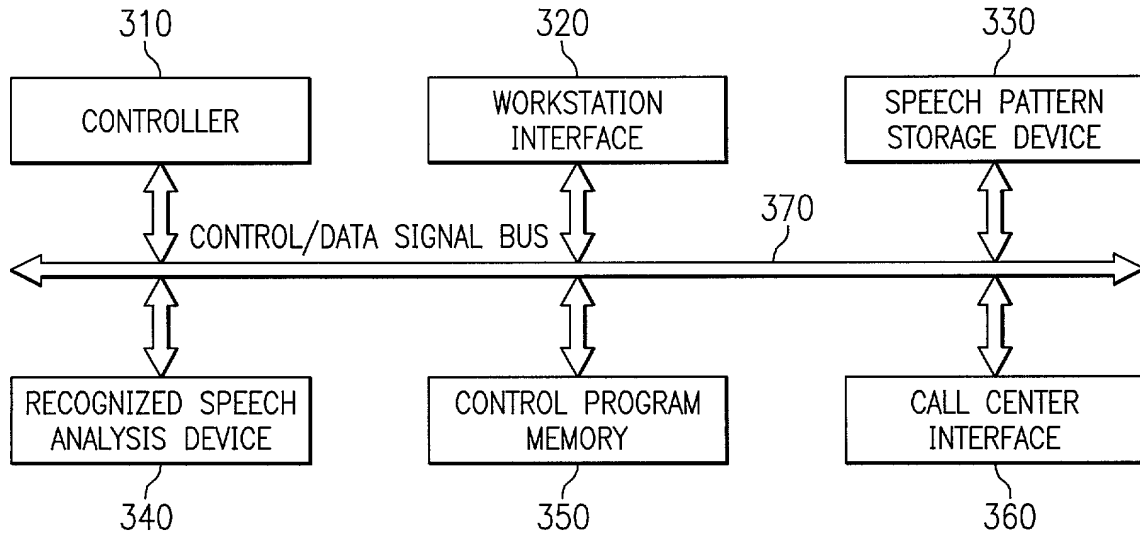 310
320
330
CONTROLLER
WORKSTATION
INTERFACE
SPEECH PATTERN
STORAGE DEVICE
370
CONTROL/DATA SIGNAL BUS
RECOGNIZED SPEECH
ANALYSIS DEVICE
CONTROL PROGRAM
MEMORY
CALL CENTER
INTERFACE
340
350
360